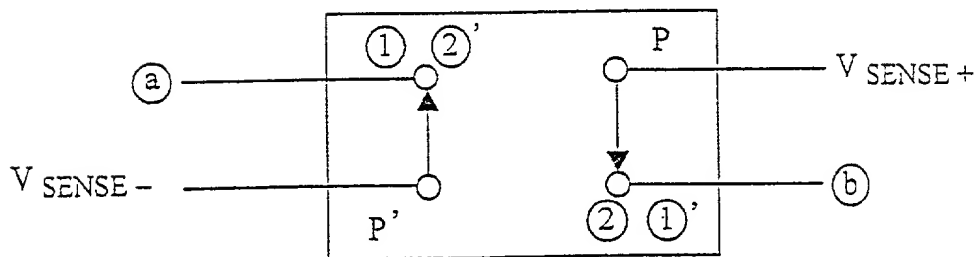 ① ②' P
ⓐ V SENSE +
V SENSE – ⓑ
P' ② ①'